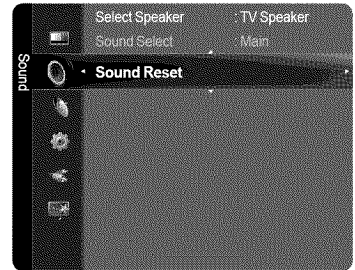 Sound
Select Speaker : TV Speaker
Sound Select : Main
Sound Reset